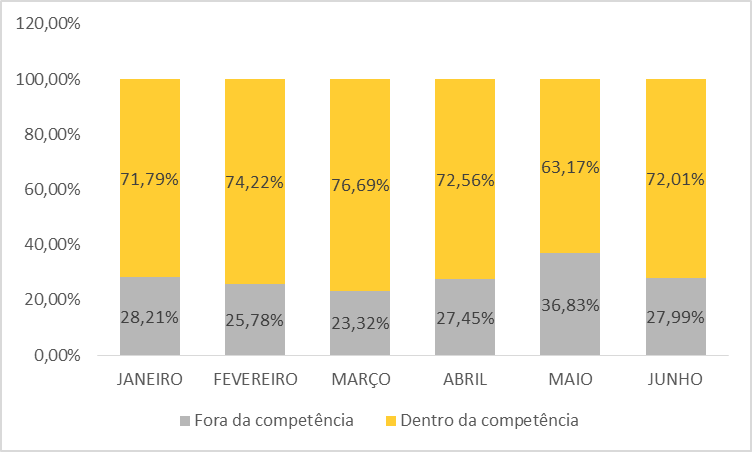 120,00%
100,00%
80,00%
60,00%
40,00%
20,00%
0,00%
71,79% 74,22% 76,69% 72,56% 63,17% 72,01%
28,21% 25,78% 23,32% 27,45% 36,83% 27,99%
JANEIRO FEVEREIRO MARÇO ABRIL MAIO JUNHO
Fora da competência Dentro da competência